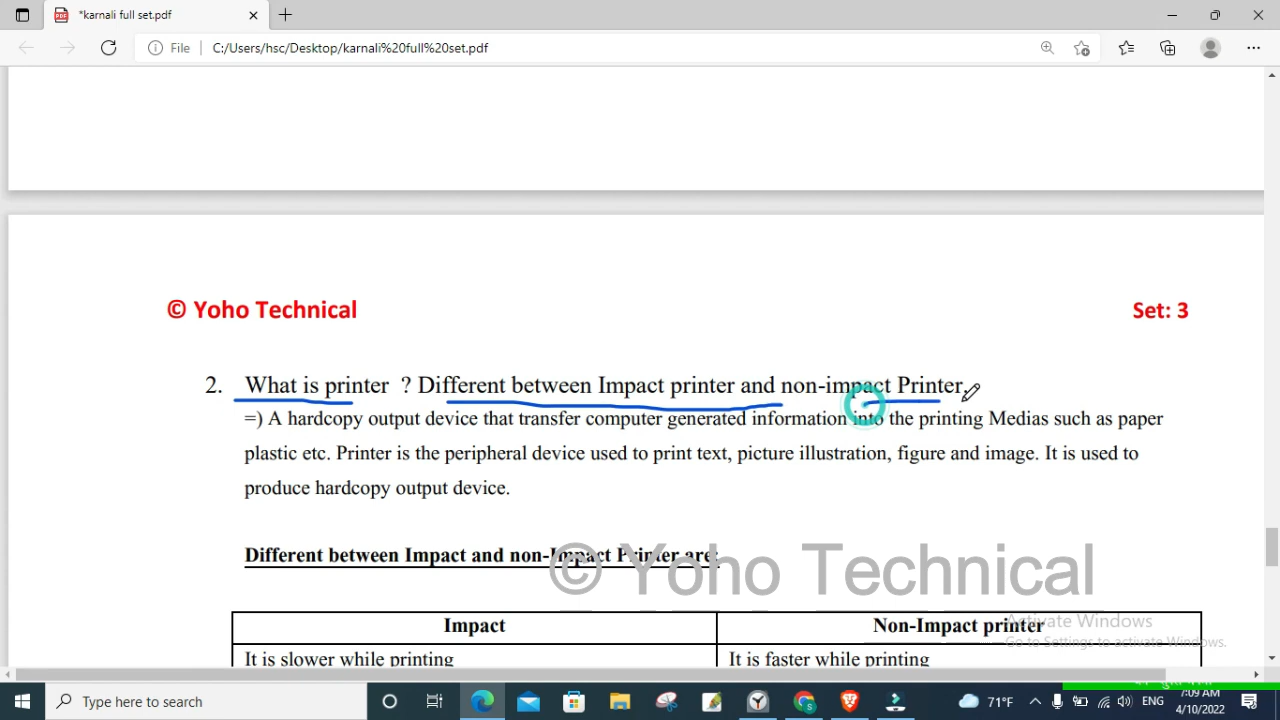 *karnali full set.pdf
File C:/Users/hsc/Desktop/karnali%20full%20set.pdf
© Yoho Technical Set: 3
2. What is printer ? Different between Impact printer and non-impact Printer.
=) A hardcopy output device that transfer computer generated information into the printing Medias such as paper
plastic etc. Printer is the peripheral device used to print text, picture illustration, figure and image. It is used to
produce hardcopy output device.
Different between Impact and non-Impact Printer are:
© Yoho Technical
Impact Non-Impact printer
Activate Windows
Go to Settings to activate Windows.
It is slower while printing It is faster while printing
Type here to search 71°F ENG 7:09 AM
4/10/2022